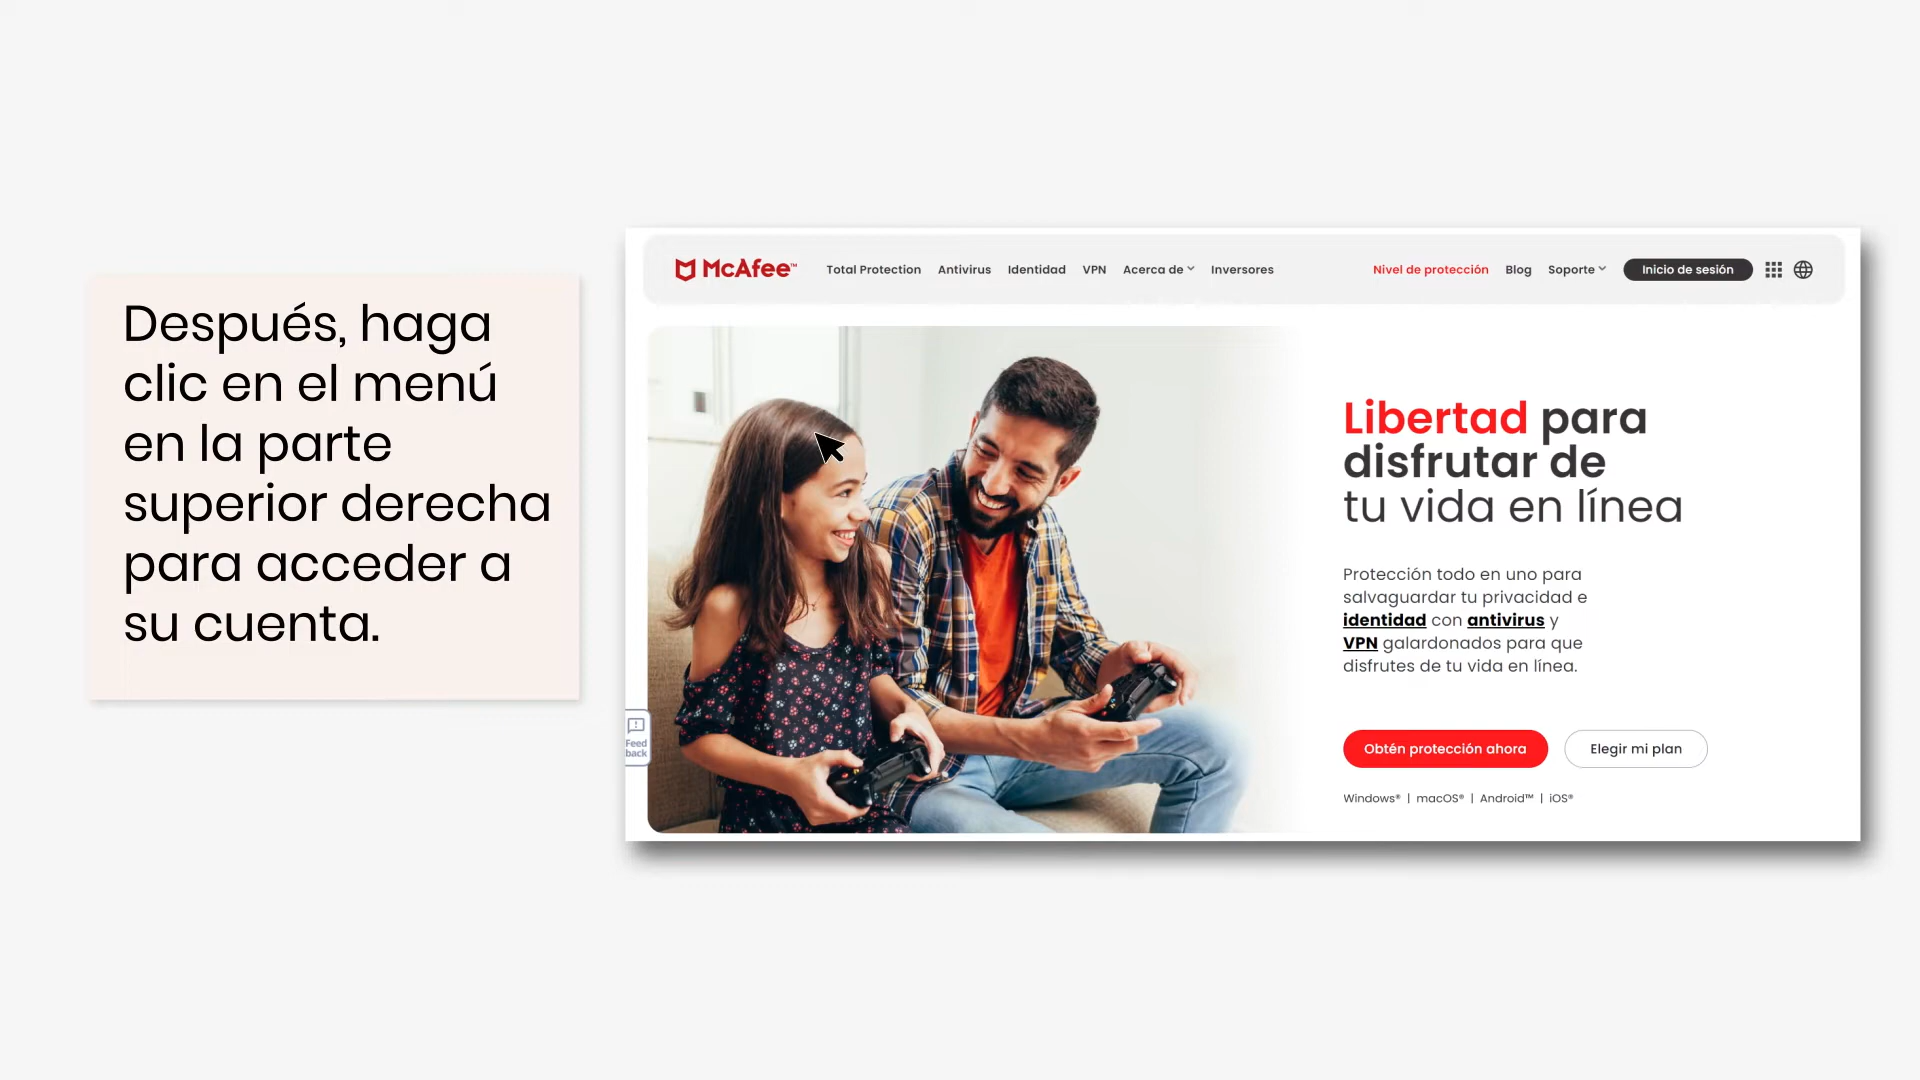 Después, haga
clic en el menú
en la parte
superior derecha
para acceder a
su cuenta.
McAfee™
Total Protection Antivirus Identidad VPN Acerca de Inversores
Nivel de protección Blog Soporte Inicio de sesión
Libertad para
disfrutar de
tu vida en línea
Protección todo en uno para
salvaguardar tu privacidad e
identidad con antivirus y
VPN galardonados para que
disfrutes de tu vida en línea.
Obtén protección ahora Elegir mi plan
Windows® | macOS® | Android™ | iOS®
Feed
back